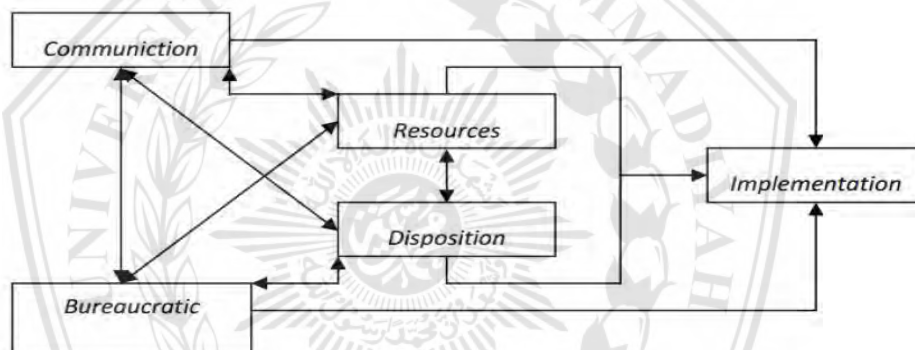 Communiction
Resources
Implementation
Disposition
Bureaucratic